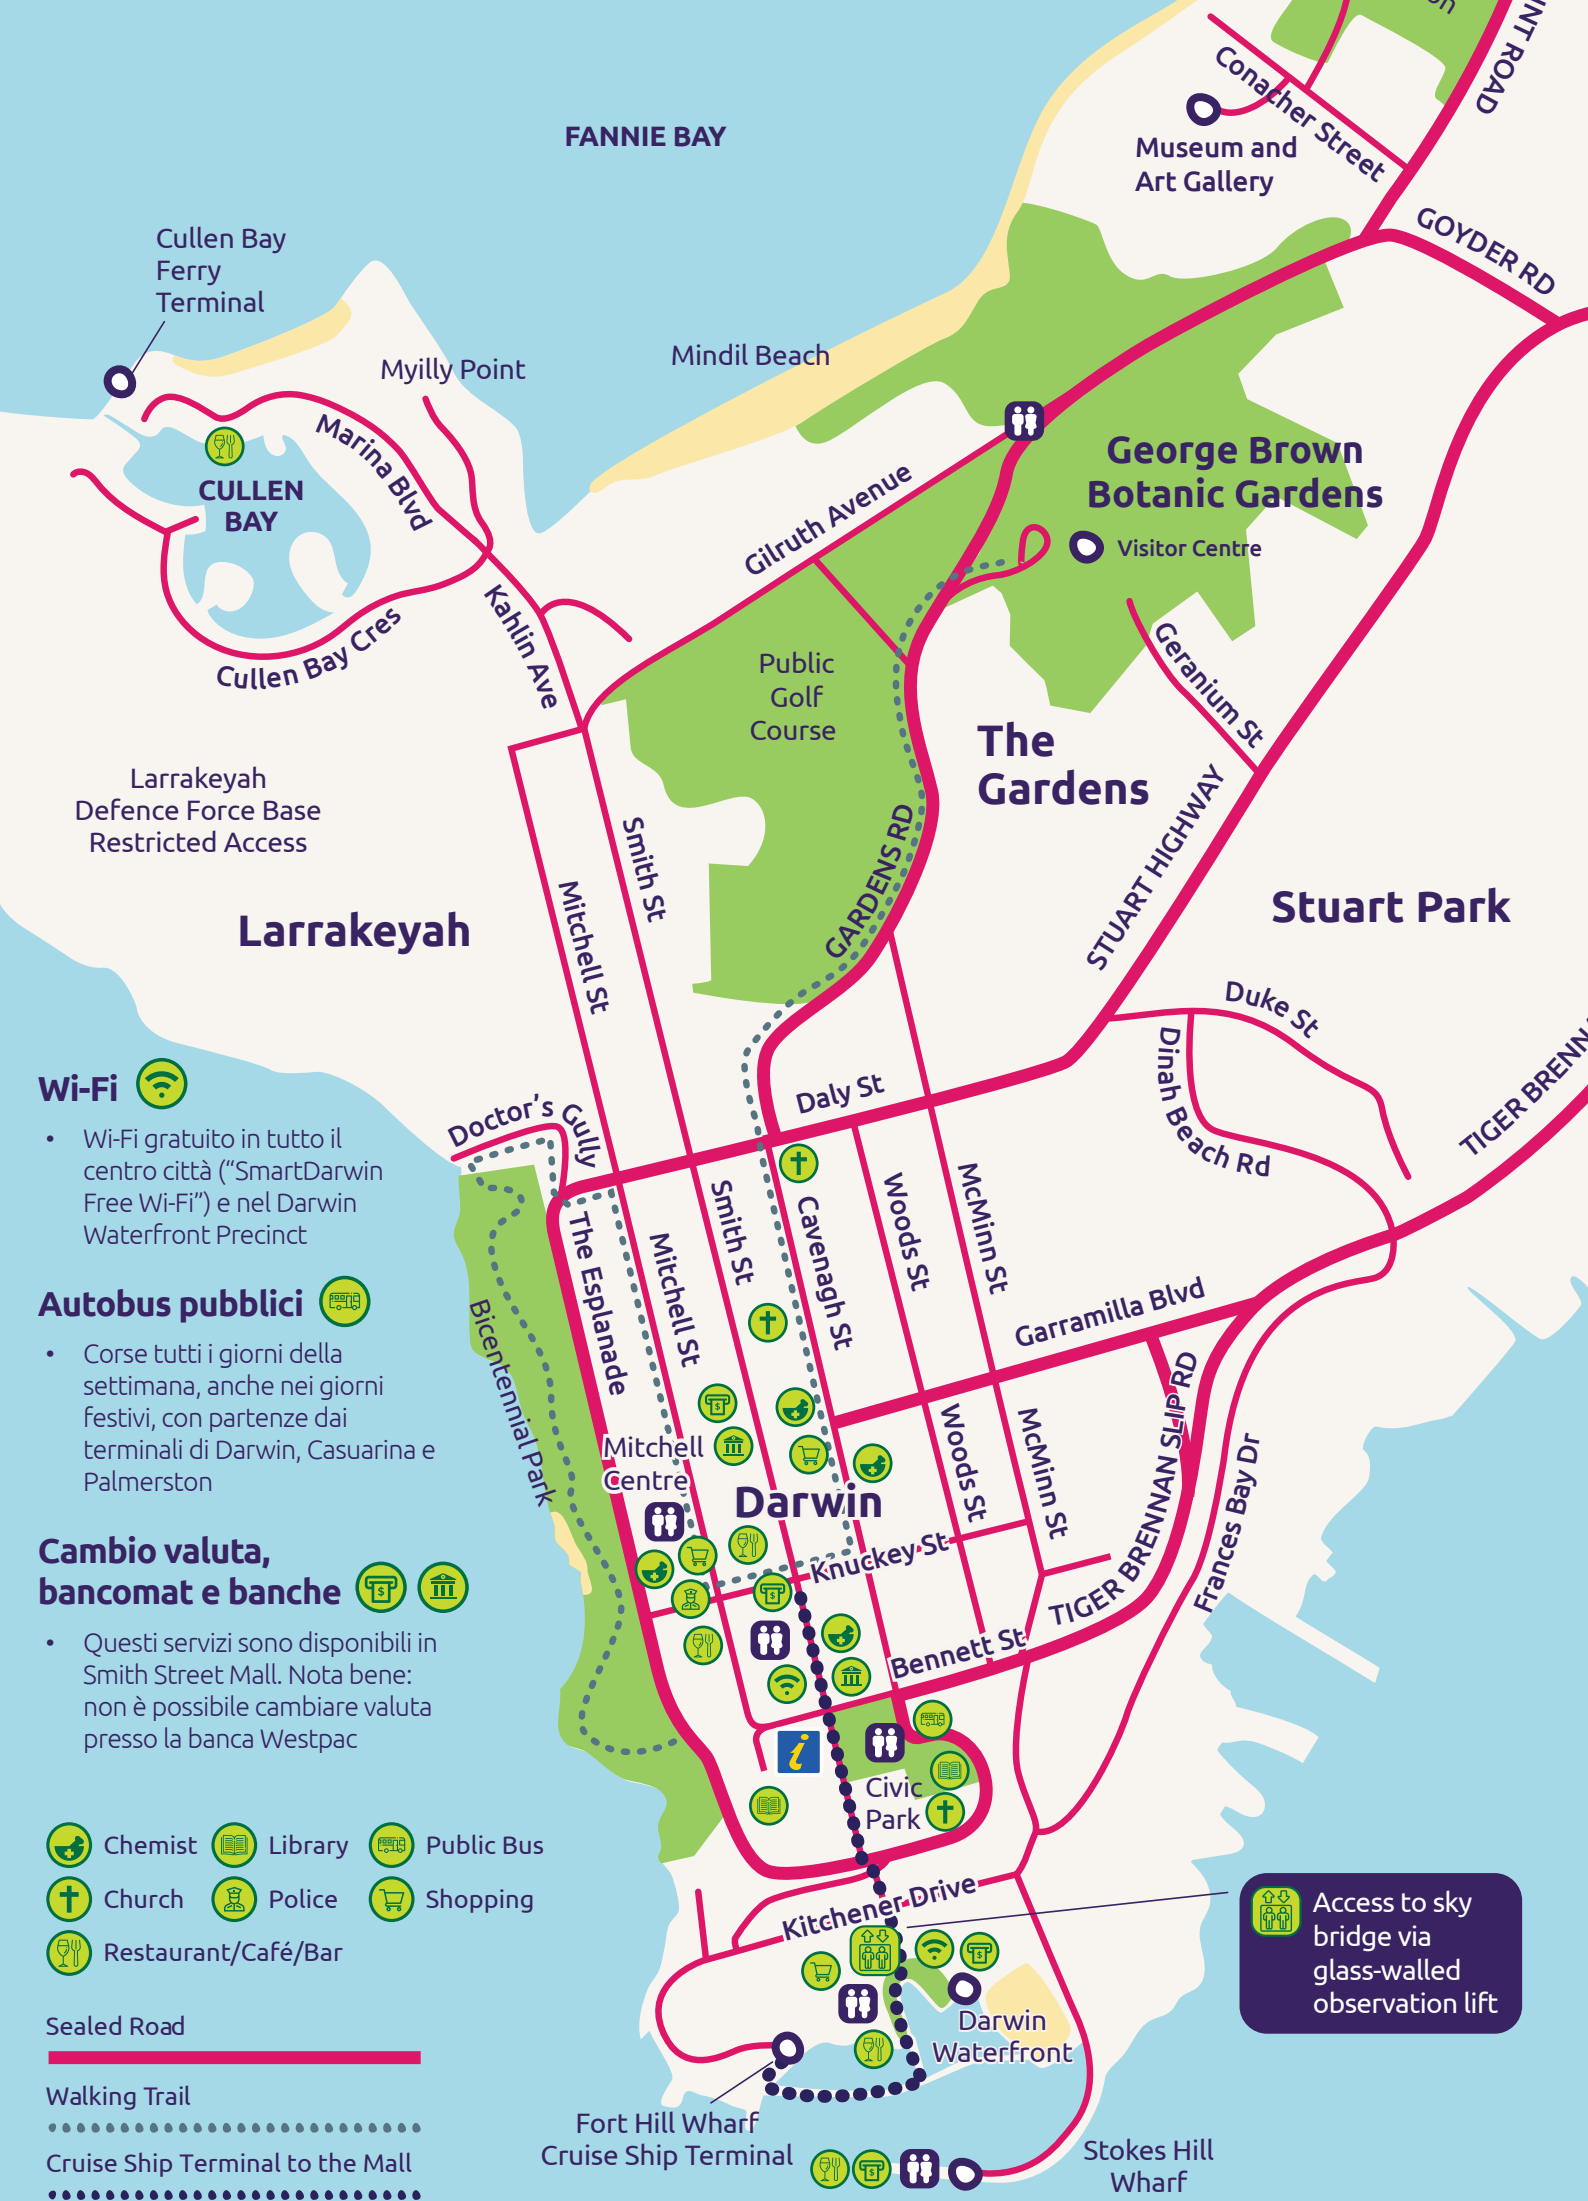 FANNIE BAY
Conacher Street
Museum and
Art Gallery
GOYDER RD
Cullen Bay
Ferry
Terminal
Myilly Point
Mindil Beach
Marina Blvd
CULLEN
BAY
Gilruth Avenue
George Brown
Botanic Gardens
Visitor Centre
Kahlin Ave
Cullen Bay Cres
Geranium St
Public
Golf
Course
The
Gardens
Larrakeyah
Defence Force Base
Restricted Access
Smith St
Mitchell St
GARDENS RD
STUART HIGHWAY
Larrakeyah
Stuart Park
Duke St
Dinah Beach Rd
Daly St
Doctor's Gully
Wi-Fi
• Wi-Fi gratuito in tutto il
centro città (“SmartDarwin
Free Wi-Fi”) e nel Darwin
Waterfront Precinct
Autobus pubblici
• Corse tutti i giorni della
settimana, anche nei giorni
festivi, con partenze dai
terminali di Darwin, Casuarina e
Palmerston
Cambio valuta,
bancomat e banche
• Questi servizi sono disponibili in
Smith Street Mall. Nota bene:
non è possibile cambiare valuta
presso la banca Westpac
The Esplanade
Mitchell St
Smith St
Cavenagh St
Woods St
McMinn St
Garramilla Blvd
Bicentennial Park
Mitchell
Centre
Darwin
Woods St
McMinn St
TIGER BRENNAN SLIP RD
Frances Bay Dr
Knuckey St
Bennett St
i
Civic
Park
Kitchener Drive
Chemist
Library
Public Bus
Church
Police
Shopping
Restaurant/Café/Bar
Access to sky
bridge via
glass-walled
observation lift
Darwin
Waterfront
Sealed Road
Walking Trail
Cruise Ship Terminal to the Mall
Fort Hill Wharf
Cruise Ship Terminal
Stokes Hill
Wharf